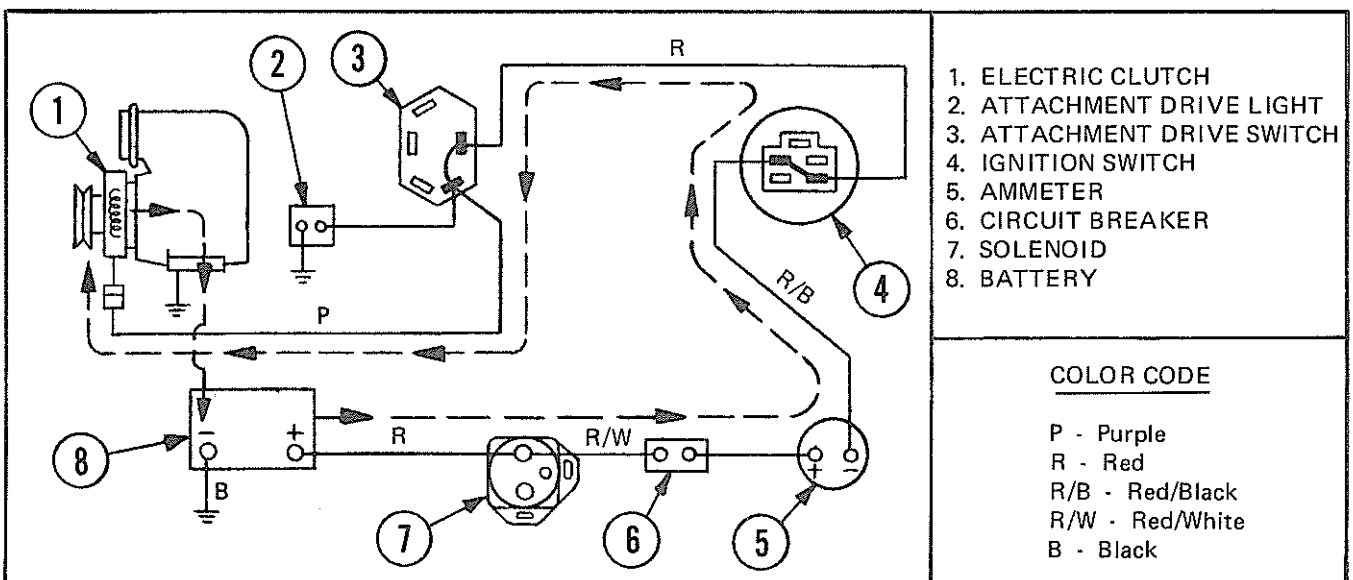 1
2
3
R
4
R/B
P
8
- +
R
B
7
R/W
6
+ -
5
1. ELECTRIC CLUTCH
2. ATTACHMENT DRIVE LIGHT
3. ATTACHMENT DRIVE SWITCH
4. IGNITION SWITCH
5. AMMETER
6. CIRCUIT BREAKER
7. SOLENOID
8. BATTERY
COLOR CODE
P - Purple
R - Red
R/B - Red/Black
R/W - Red/White
B - Black